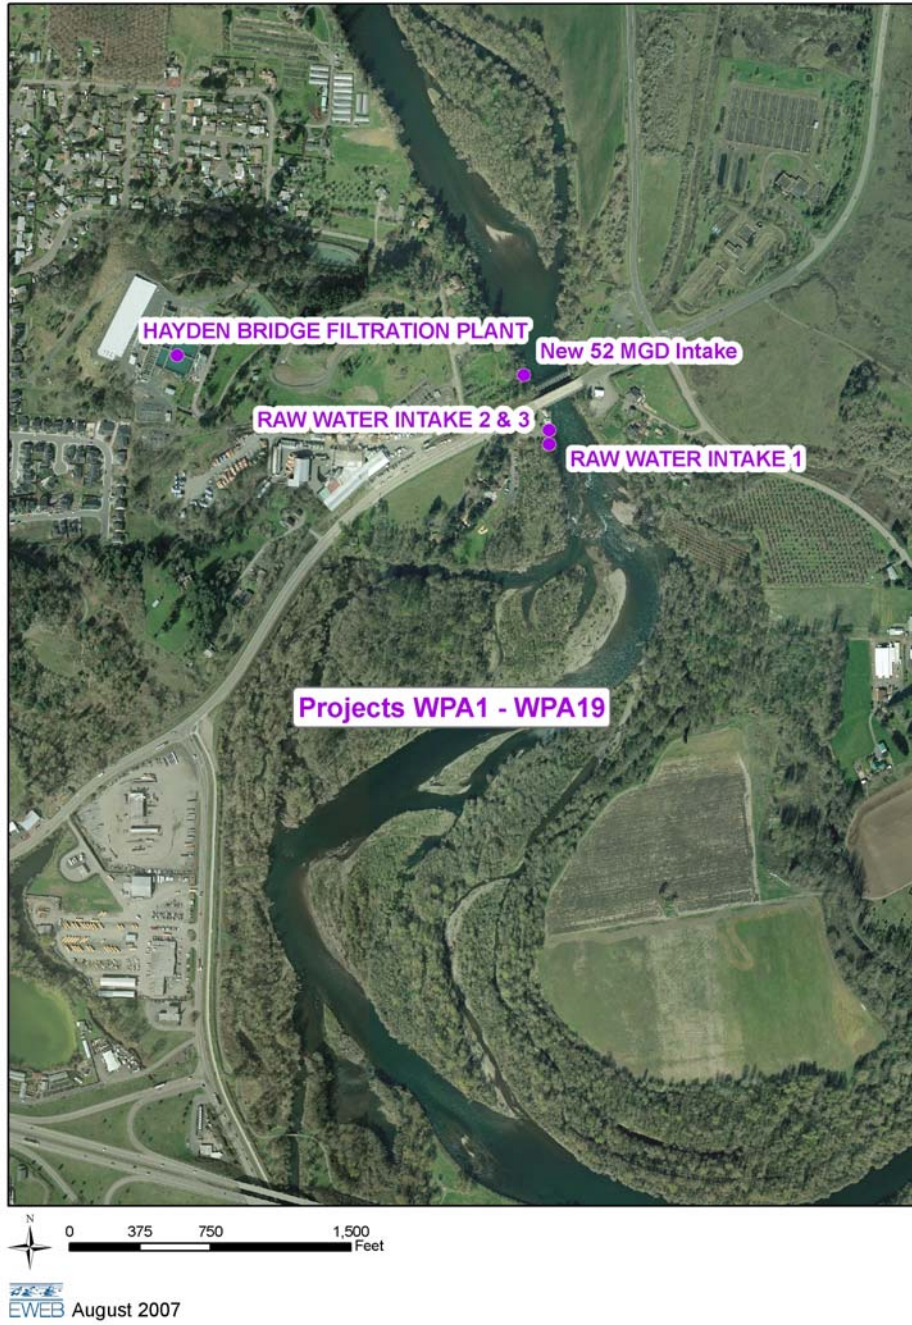 HAYDEN BRIDGE FILTRATION PLANT
New 52 MGD Intake
RAW WATER INTAKE 2 & 3
RAW WATER INTAKE 1
Projects WPA1 - WPA19
N
0 375 750 1,500
Feet
EWEB August 2007